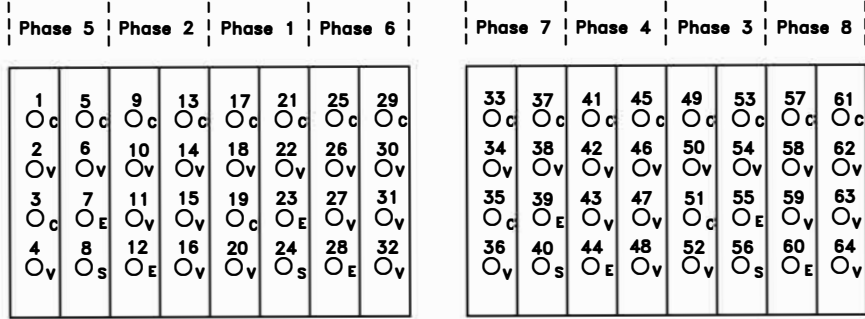 Phase 5 Phase 2 Phase 1 Phase 6 Phase 7 Phase 4 Phase 3 Phase 8
1 5 9 13 17 21 25 29 33 37 41 45 49 53 57 61
C C C C C C C C C C C C C C C C
2 6 10 14 18 22 26 30 34 38 42 46 50 54 58 62
V V V V V V V V V V V V V V V V
3 7 11 15 19 23 27 31 35 39 43 47 51 55 59 63
C E V V C E V V C E V V C E V V
4 8 12 16 20 24 28 32 36 40 44 48 52 56 60 64
V S E V V S E V V S E V V S E V